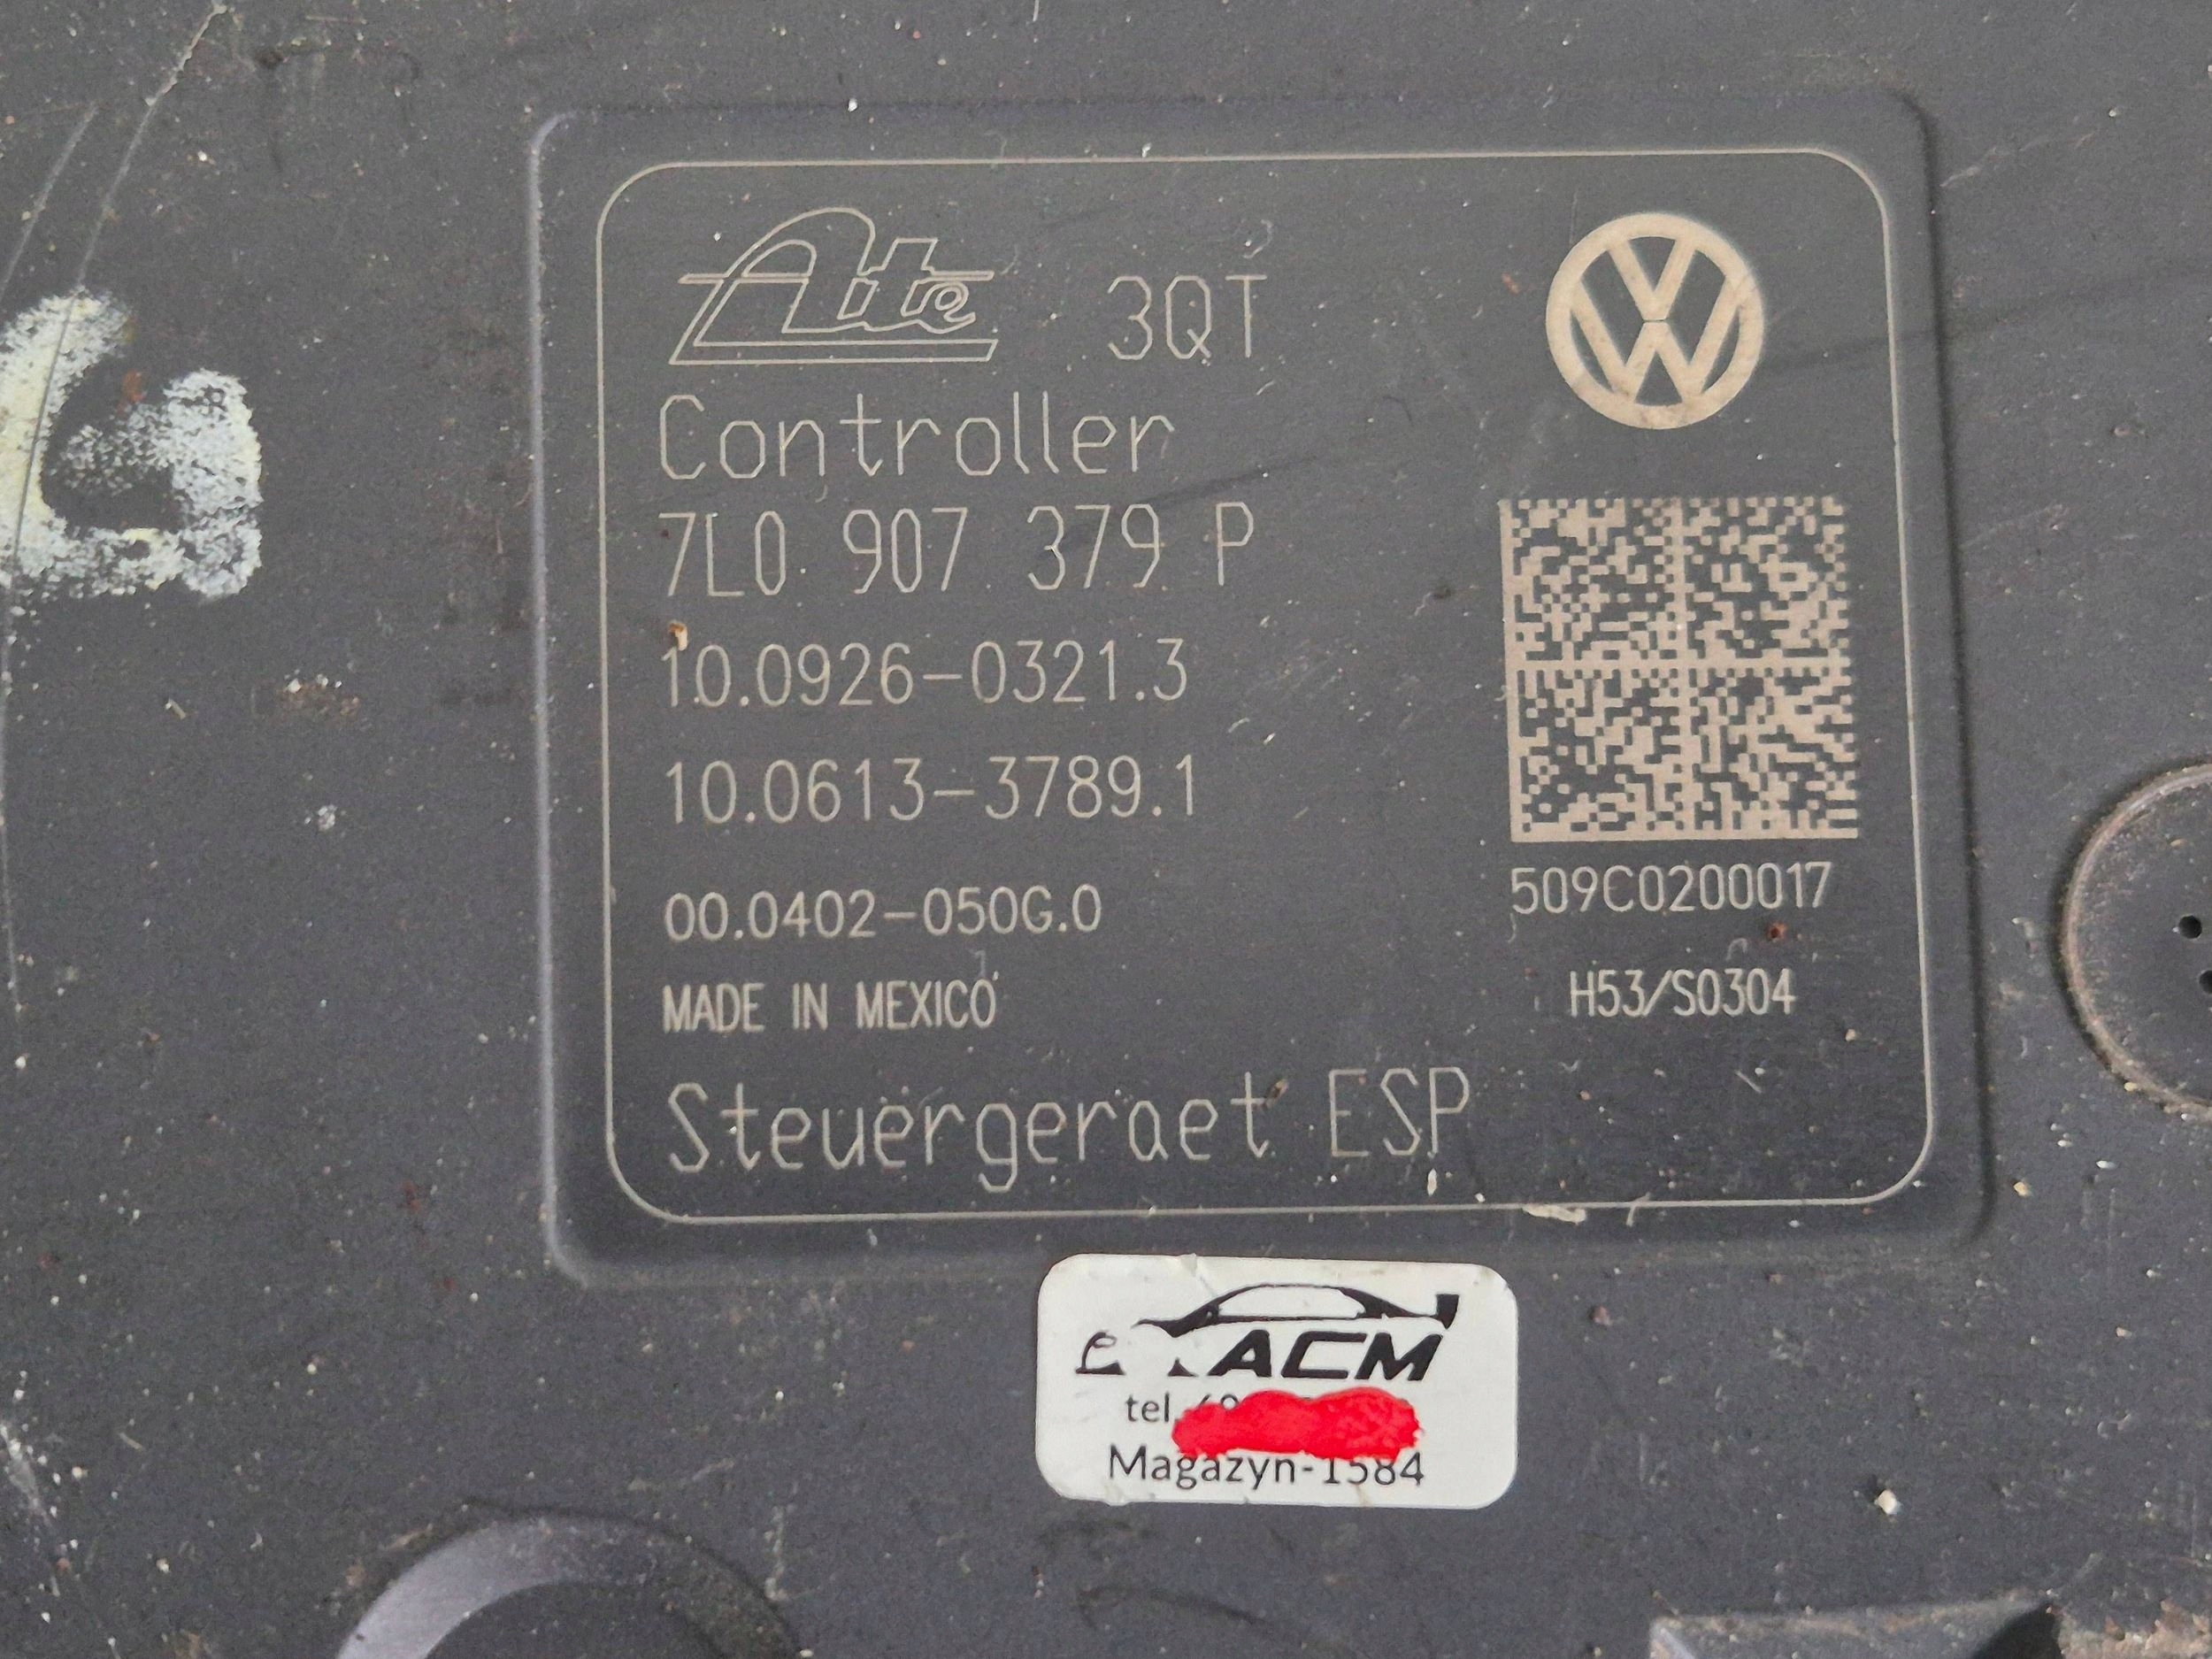 Ate 3QT
Controller
7L0 907 379 P
10.0926-0321.3
10.0613-3789.1
00.0402-050G.0
MADE IN MEXICO
Steuergeraet ESP
509C0200017
H53/S0304
ACM
tel.
Magazyn-1584